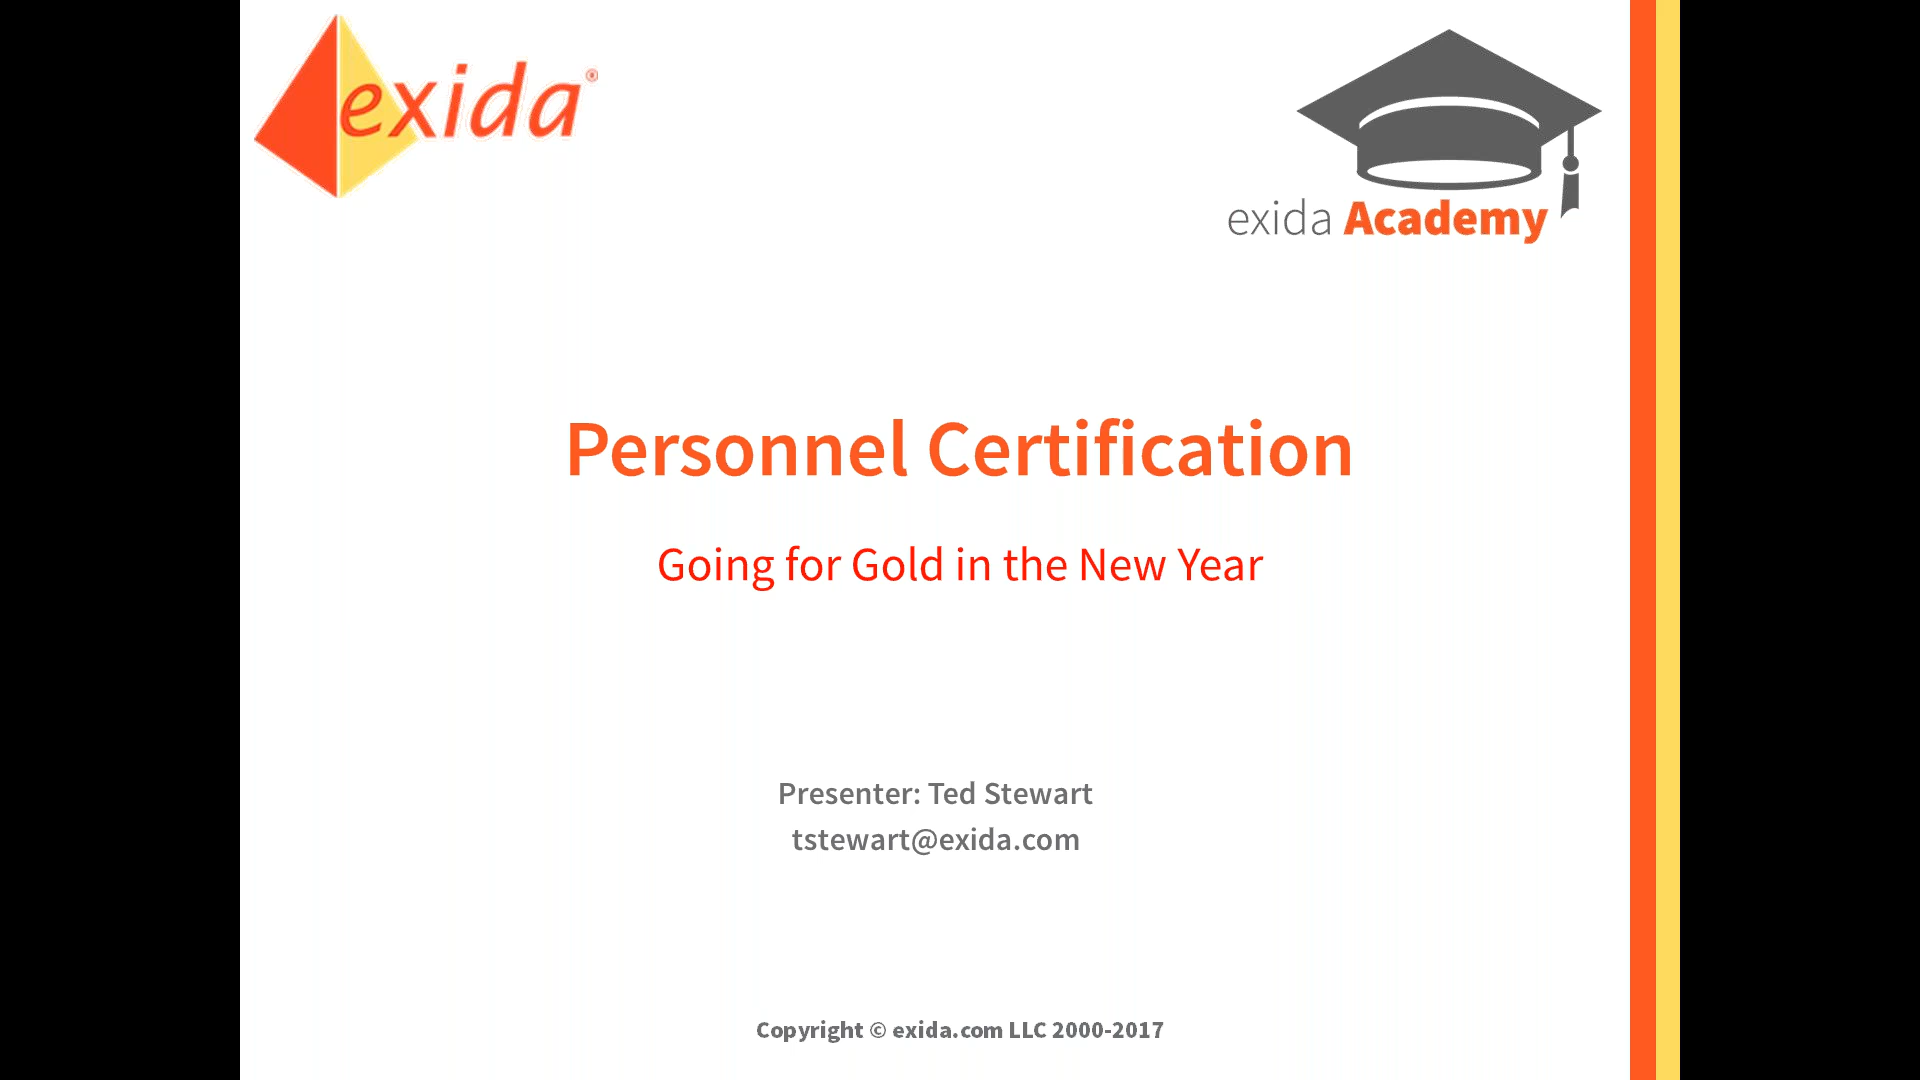 exida®
exida Academy
Personnel Certification
Going for Gold in the New Year
Presenter: Ted Stewart
tstewart@exida.com
Copyright © exida.com LLC 2000-2017